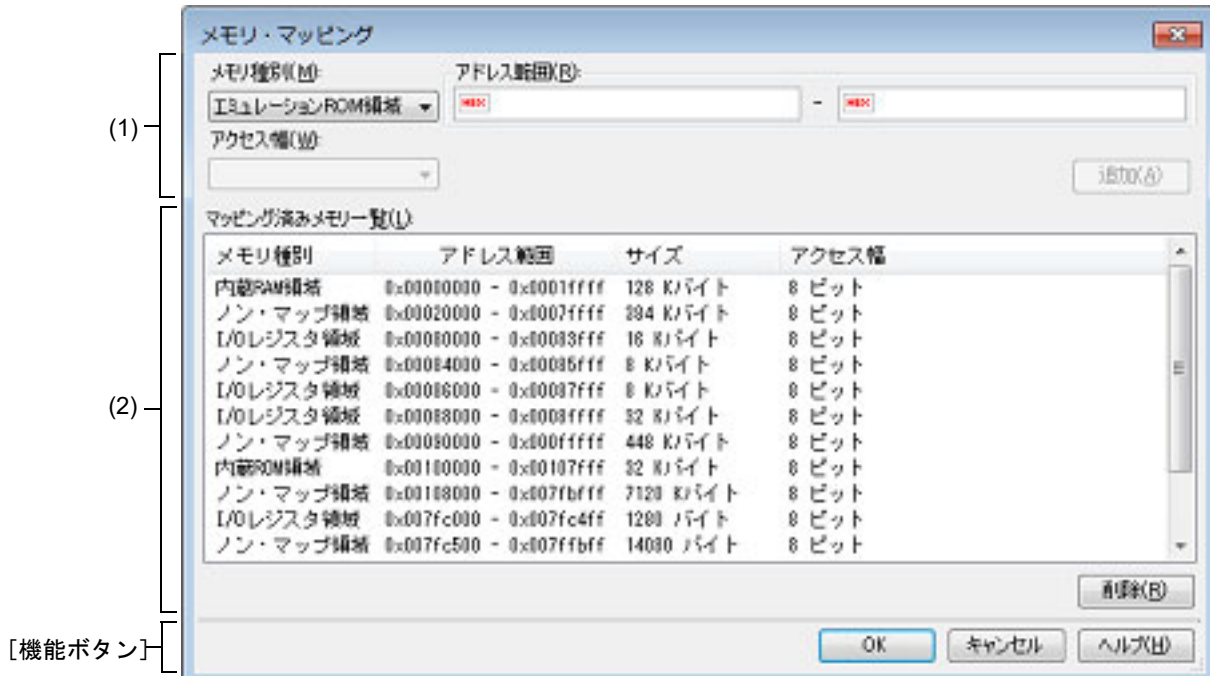 メモリ・マッピング
メモリ種別(M):
アドレス範囲(R):
エミュレーションROM領域
HEX
-
HEX
(1)
アクセス幅(W):
追加(A)
マッピング済みメモリ一覧(L):
メモリ種別 アドレス範囲 サイズ アクセス幅
内蔵RAM領域 0x00000000 - 0x0001ffff 128 Kバイト 8 ビット
ノン・マップ領域 0x00020000 - 0x0007ffff 384 Kバイト 8 ビット
I/Oレジスタ領域 0x00080000 - 0x00083fff 16 Kバイト 8 ビット
ノン・マップ領域 0x00084000 - 0x00085fff 8 Kバイト 8 ビット
I/Oレジスタ領域 0x00086000 - 0x00087fff 8 Kバイト 8 ビット
(2)
I/Oレジスタ領域 0x00088000 - 0x0008ffff 32 Kバイト 8 ビット
ノン・マップ領域 0x00090000 - 0x000fffff 448 Kバイト 8 ビット
内蔵ROM領域 0x00100000 - 0x00107fff 32 Kバイト 8 ビット
ノン・マップ領域 0x00108000 - 0x007fbfff 7120 Kバイト 8 ビット
I/Oレジスタ領域 0x007fc000 - 0x007fc4ff 1280 バイト 8 ビット
ノン・マップ領域 0x007fc500 - 0x007ffbff 14080 バイト 8 ビット
削除(R)
[機能ボタン]
OK
キャンセル
ヘルプ(H)